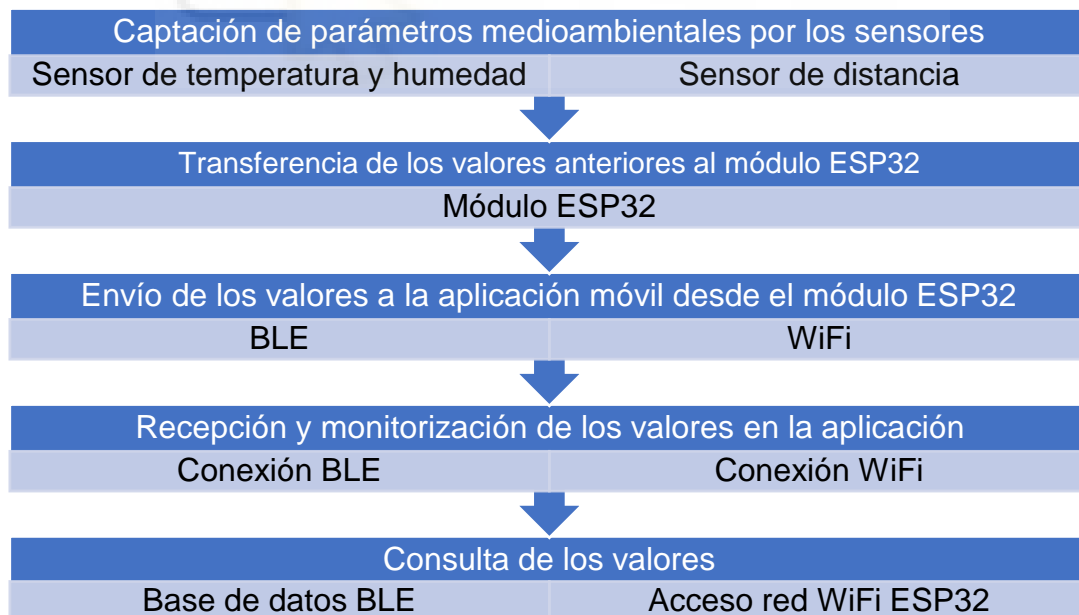 Captación de parámetros medioambientales por los sensores
Sensor de temperatura y humedad
Sensor de distancia
Transferencia de los valores anteriores al módulo ESP32
Módulo ESP32
Envío de los valores a la aplicación móvil desde el módulo ESP32
BLE
WiFi
Recepción y monitorización de los valores en la aplicación
Conexión BLE
Conexión WiFi
Consulta de los valores
Base de datos BLE
Acceso red WiFi ESP32